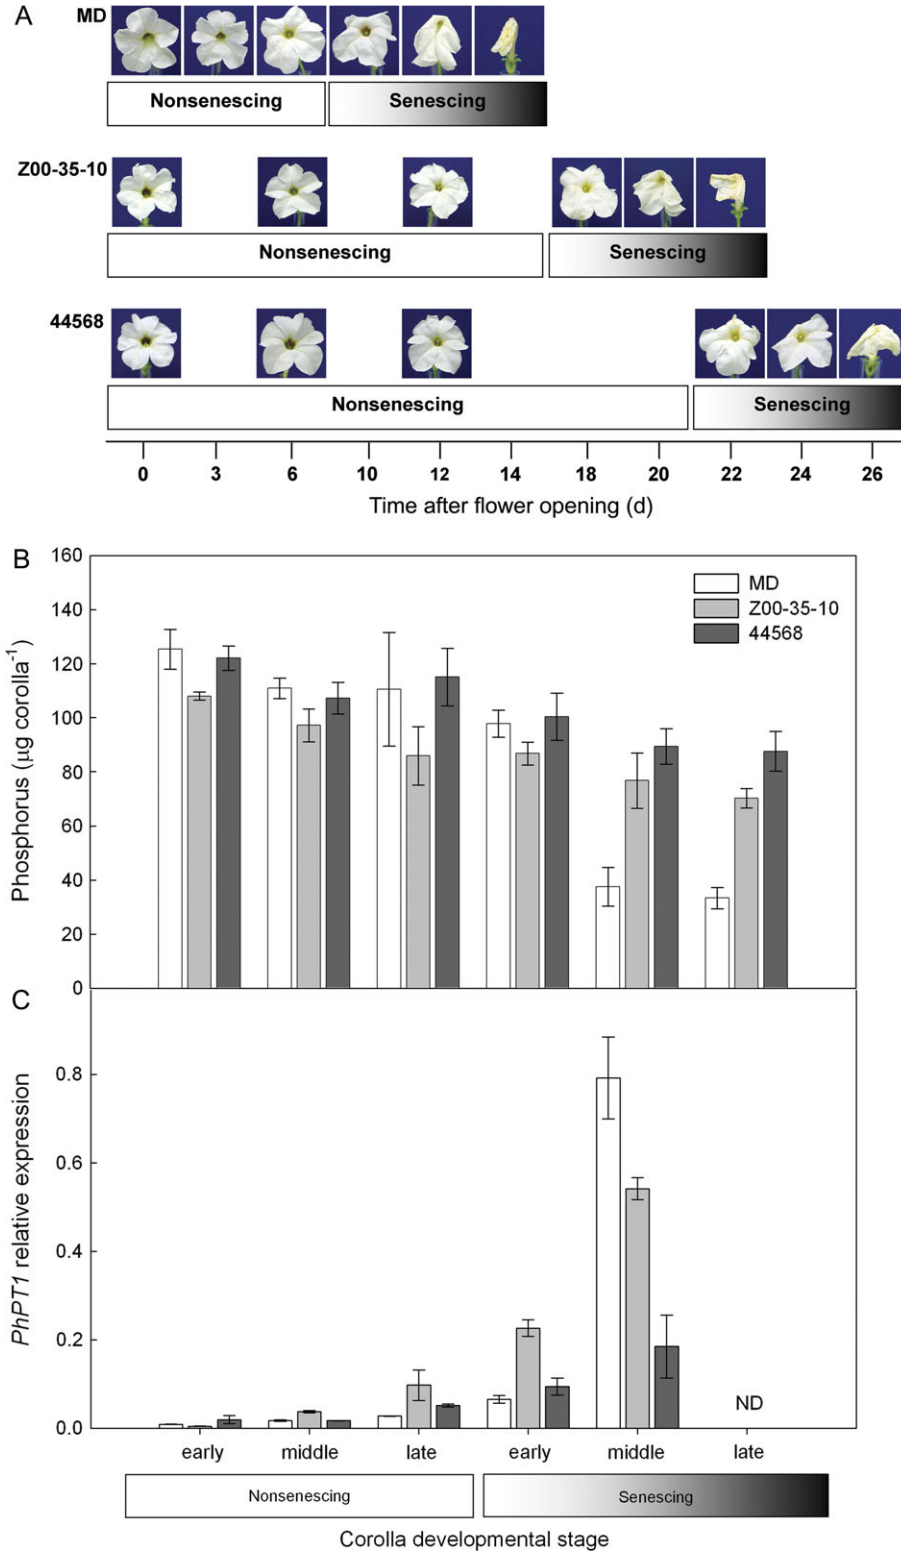 A
MD
Nonsenescing Senescing
Z00-35-10
Nonsenescing Senescing
44568
Nonsenescing Senescing
0 3 6 10 12 14 18 20 22 24 26
Time after flower opening (d)
B
160
140
120
100
80
60
40
20
0
Phosphorus (μg corolla⁻¹)
MD
Z00-35-10
44568
C
0.8
0.6
0.4
0.2
0.0
PhPT1 relative expression
ND
early middle late early middle late
Nonsenescing Senescing
Corolla developmental stage